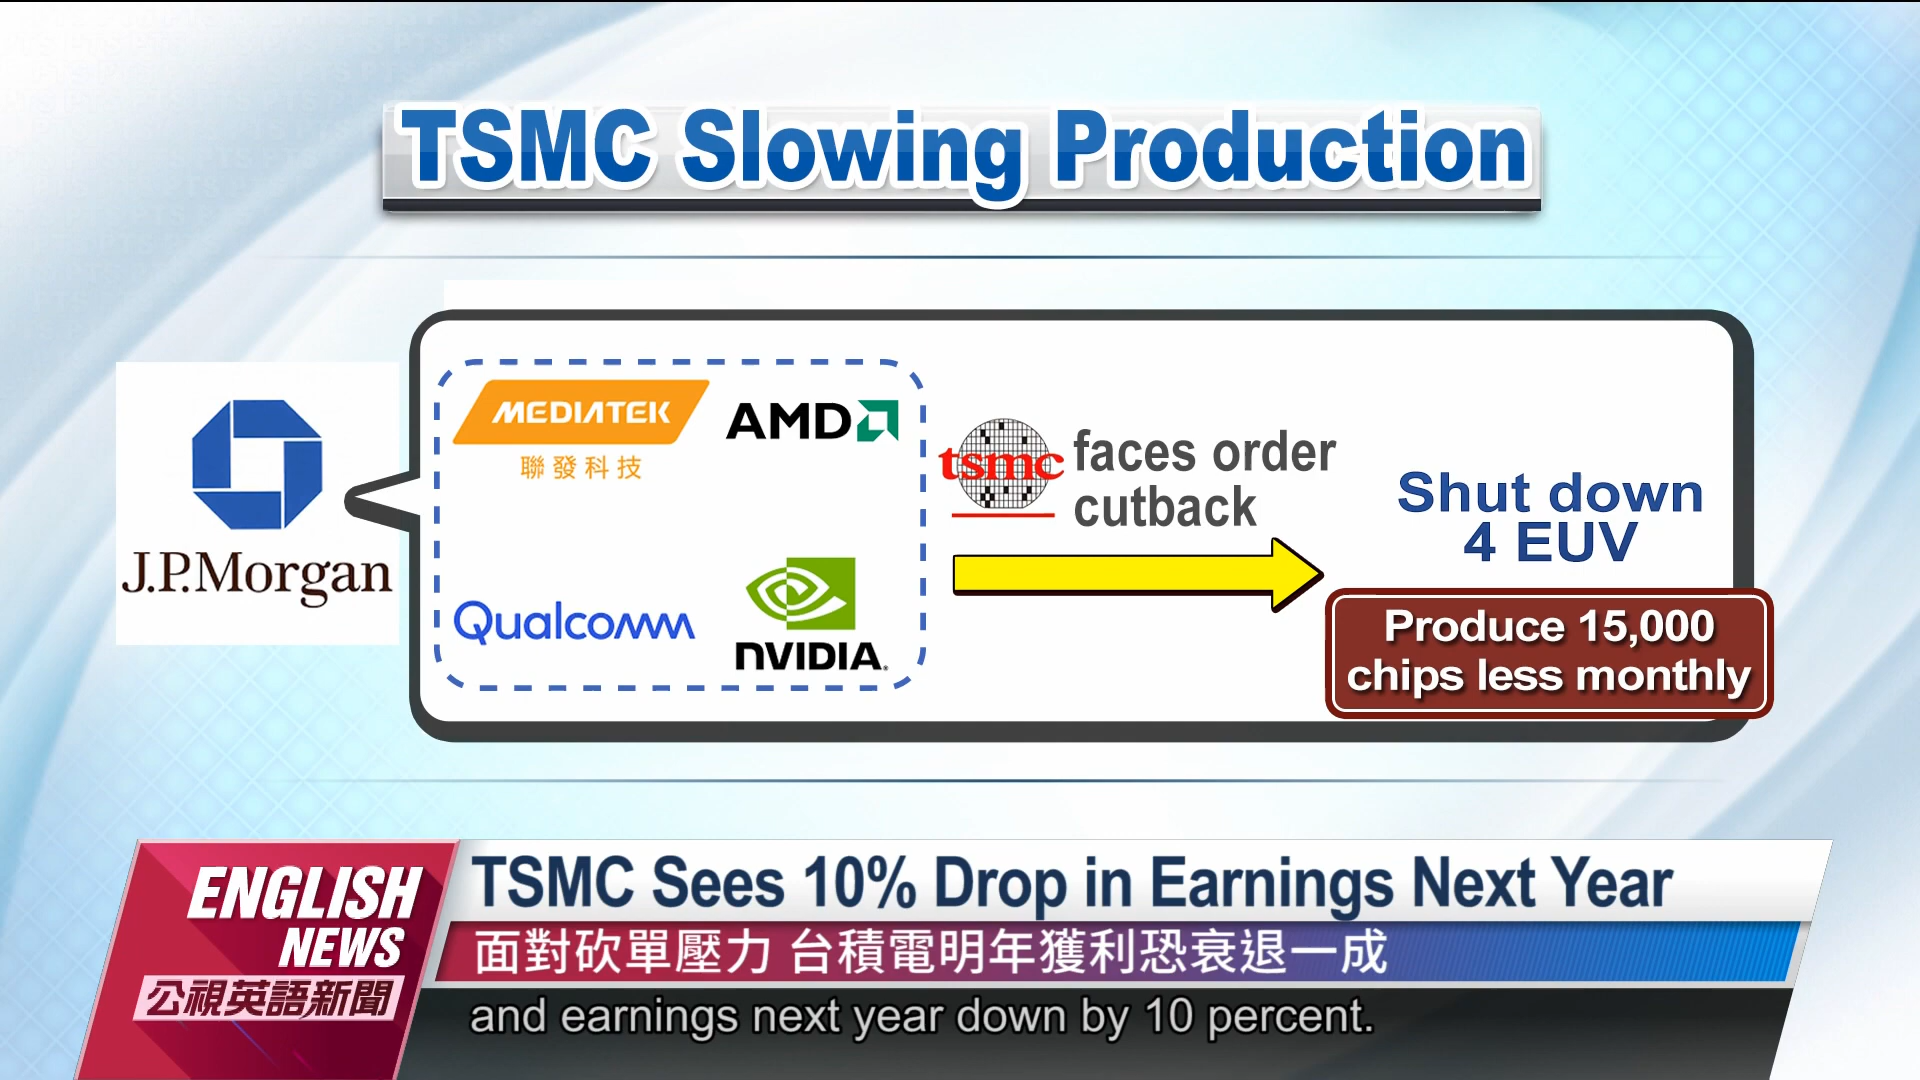 TSMC Slowing Production
J.P.Morgan
MEDIATEK
聯發科技
AMD
Qualcomm
NVIDIA.
tsmc
faces order
cutback
Shut down
4 EUV
Produce 15,000
chips less monthly
ENGLISH
NEWS
公視英語新聞
TSMC Sees 10% Drop in Earnings Next Year
面對砍單壓力 台積電明年獲利恐衰退一成
and earnings next year down by 10 percent.